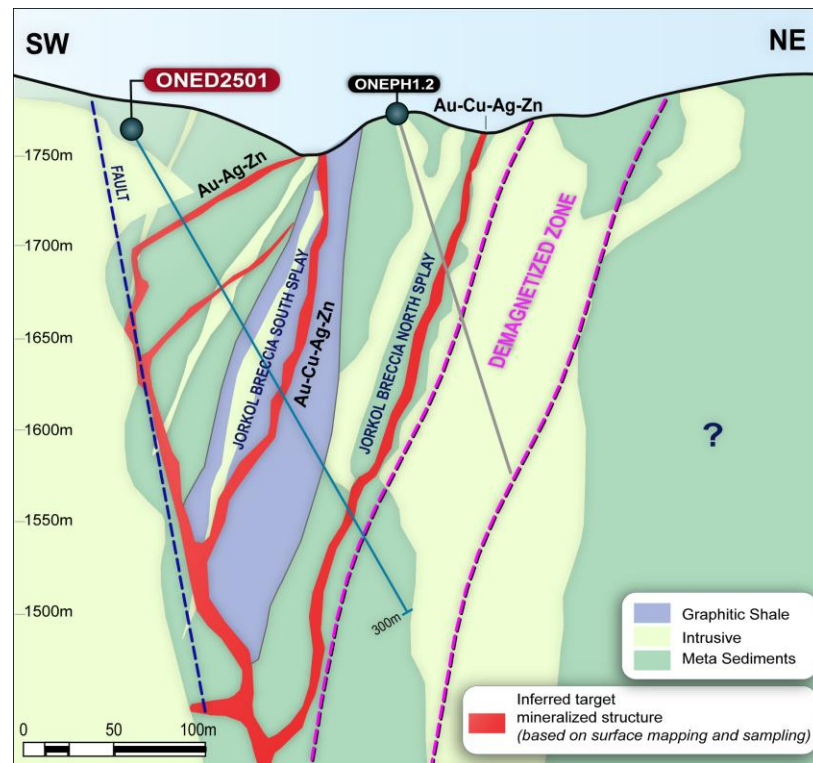 SW
NE
ONED2501
ONEPH1.2
Au-Cu-Ag-Zn
1750m
FAULT
Au-Ag-Zn
1700m
DEMAGNETIZED ZONE
1650m
JORKOL BRECCIA SOUTH SPLAY
Au-Cu-Ag-Zn
JORKOL BRECCIA NORTH SPLAY
1600m
?
1550m
1500m
300m
Graphitic Shale
Intrusive
Meta Sediments
Inferred target
mineralized structure
(based on surface mapping and sampling)
0 50 100m